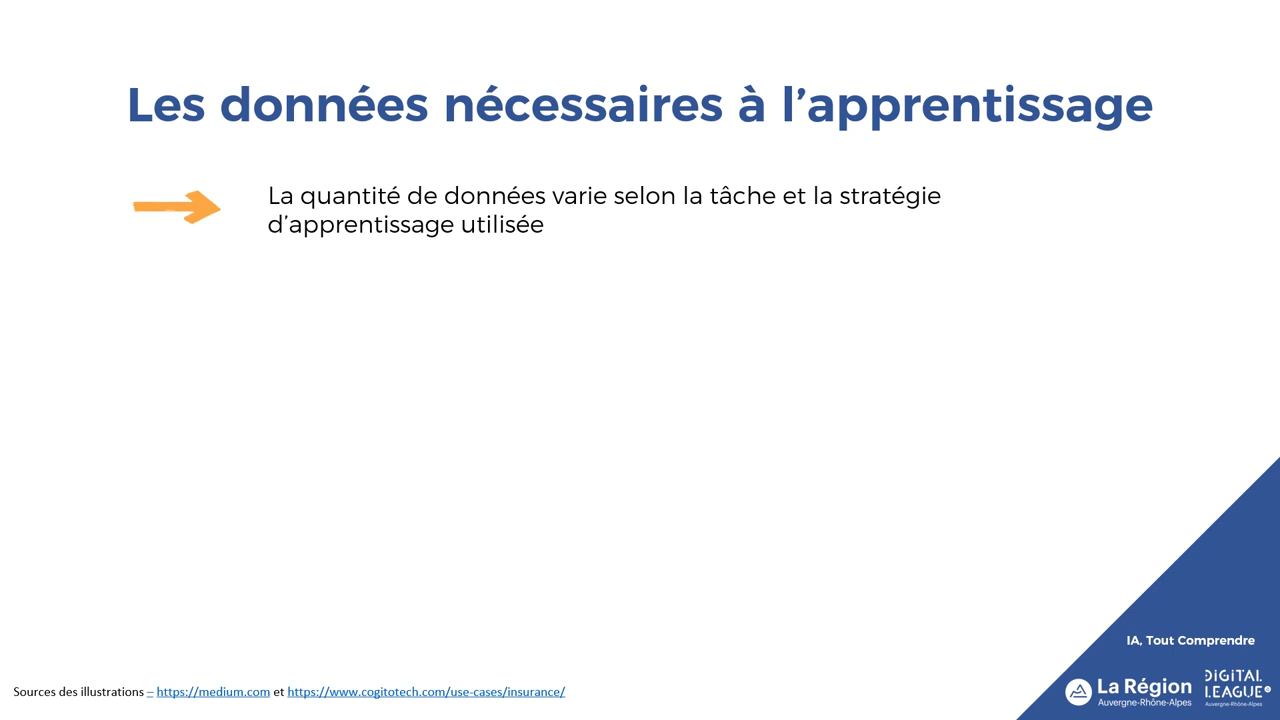 Les données nécessaires à l’apprentissage
La quantité de données varie selon la tâche et la stratégie
d’apprentissage utilisée
IA, Tout Comprendre
La Région
Auvergne-Rhône-Alpes
DIGITAL
LEAGUE
Auvergne-Rhône-Alpes
Sources des illustrations – https://medium.com et https://www.cogitotech.com/use-cases/insurance/